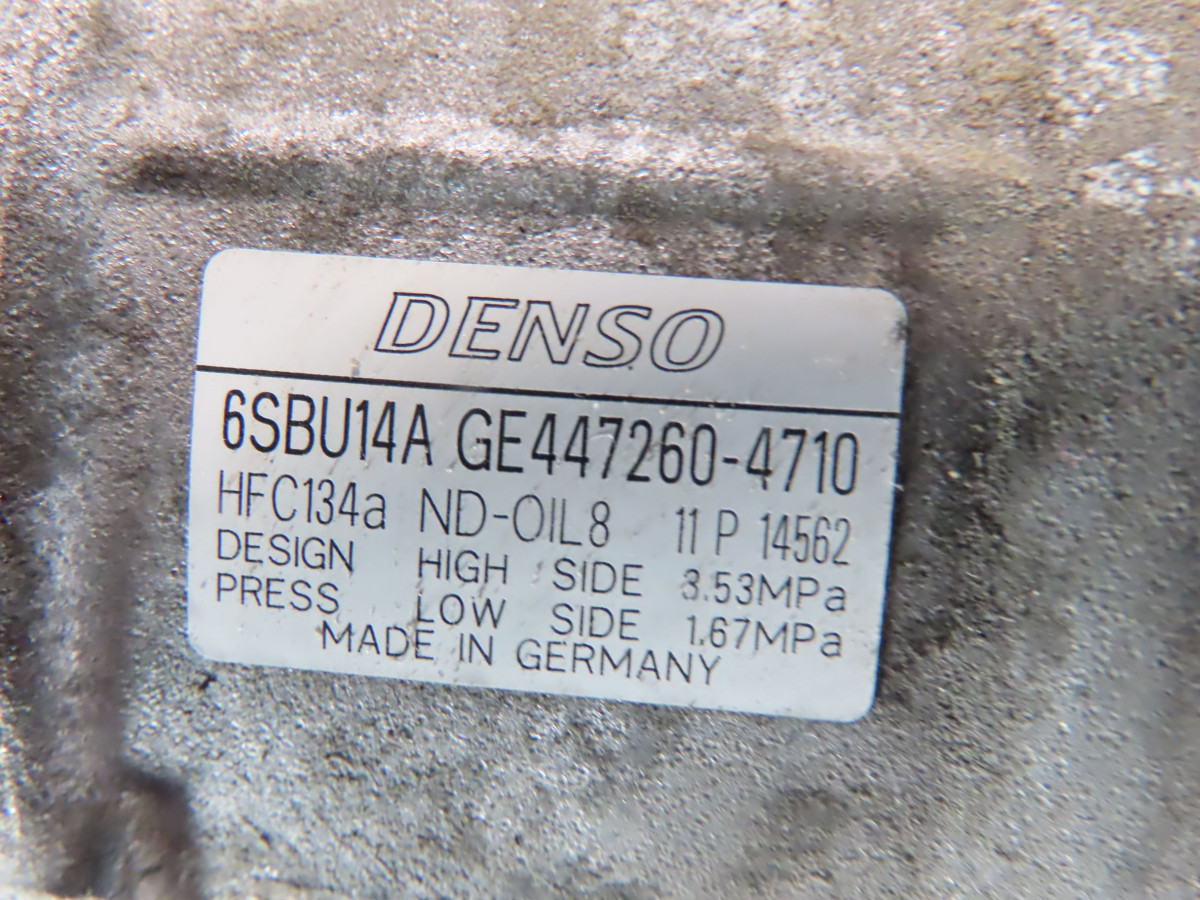 DENSO
6SBU14A GE447260-4710
HFC134a ND-OIL8 11 P 14562
DESIGN HIGH SIDE 3.53MPa
PRESS LOW SIDE 1.67MPa
MADE IN GERMANY